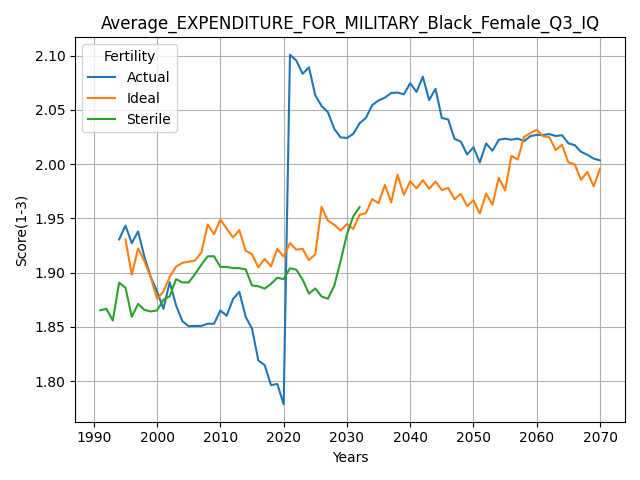 Average_EXPENDITURE_FOR_MILITARY_Black_Female_Q3_IQ
Fertility
Actual
Ideal
Sterile
Score(1-3)
2.10
2.05
2.00
1.95
1.90
1.85
1.80
1990 2000 2010 2020 2030 2040 2050 2060 2070
Years